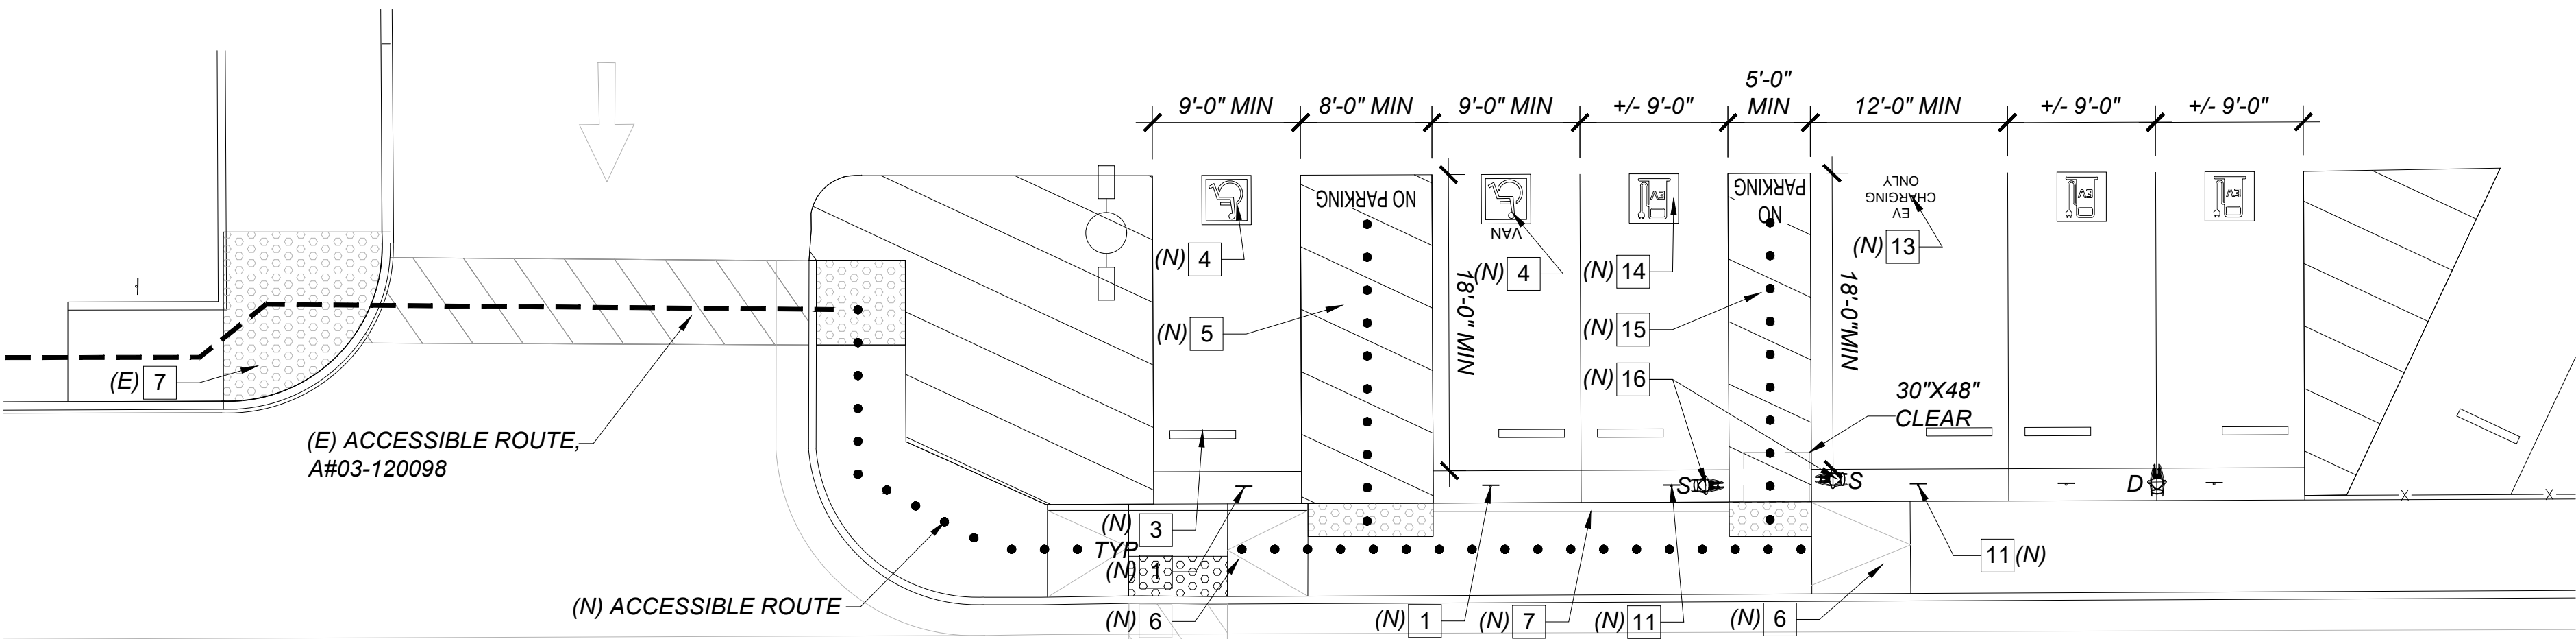 5'-0"
9'-0" MIN
8'-0" MIN
9'-0" MIN
+/- 9'-0"
MIN
12'-0" MIN
+/- 9'-0"
+/- 9'-0"
NO PARKING
VAN
EV
NO
PARKING
EV
CHARGING
ONLY
EV
EV
(N) 4
(N) 4
(N) 14
(N) 13
18'-0" MIN
18'-0"MIN
(N) 5
(N) 15
(N) 16
(E) 7
30"X48"
CLEAR
(E) ACCESSIBLE ROUTE,
A#03-120098
S
S
D
(N) 3
TYP
(N) 1
11 (N)
(N) ACCESSIBLE ROUTE
(N) 6
(N) 1
(N) 7
(N) 11
(N) 6
X
X